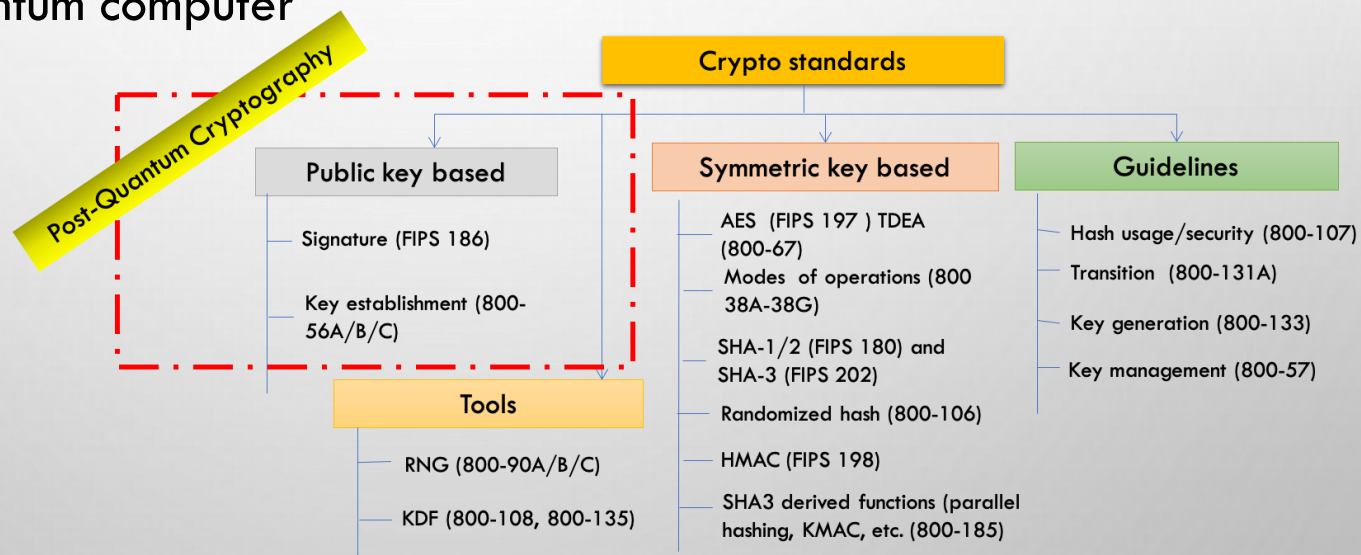 ntum computer
Post-Quantum Cryptography
Crypto standards
Public key based
Signature (FIPS 186)
Key establishment (800-
56A/B/C)
Tools
RNG (800-90A/B/C)
KDF (800-108, 800-135)
Symmetric key based
AES (FIPS 197 ) TDEA
(800-67)
Modes of operations (800
38A-38G)
SHA-1/2 (FIPS 180) and
SHA-3 (FIPS 202)
Randomized hash (800-106)
HMAC (FIPS 198)
SHA3 derived functions (parallel
hashing, KMAC, etc. (800-185)
Guidelines
Hash usage/security (800-107)
Transition (800-131A)
Key generation (800-133)
Key management (800-57)